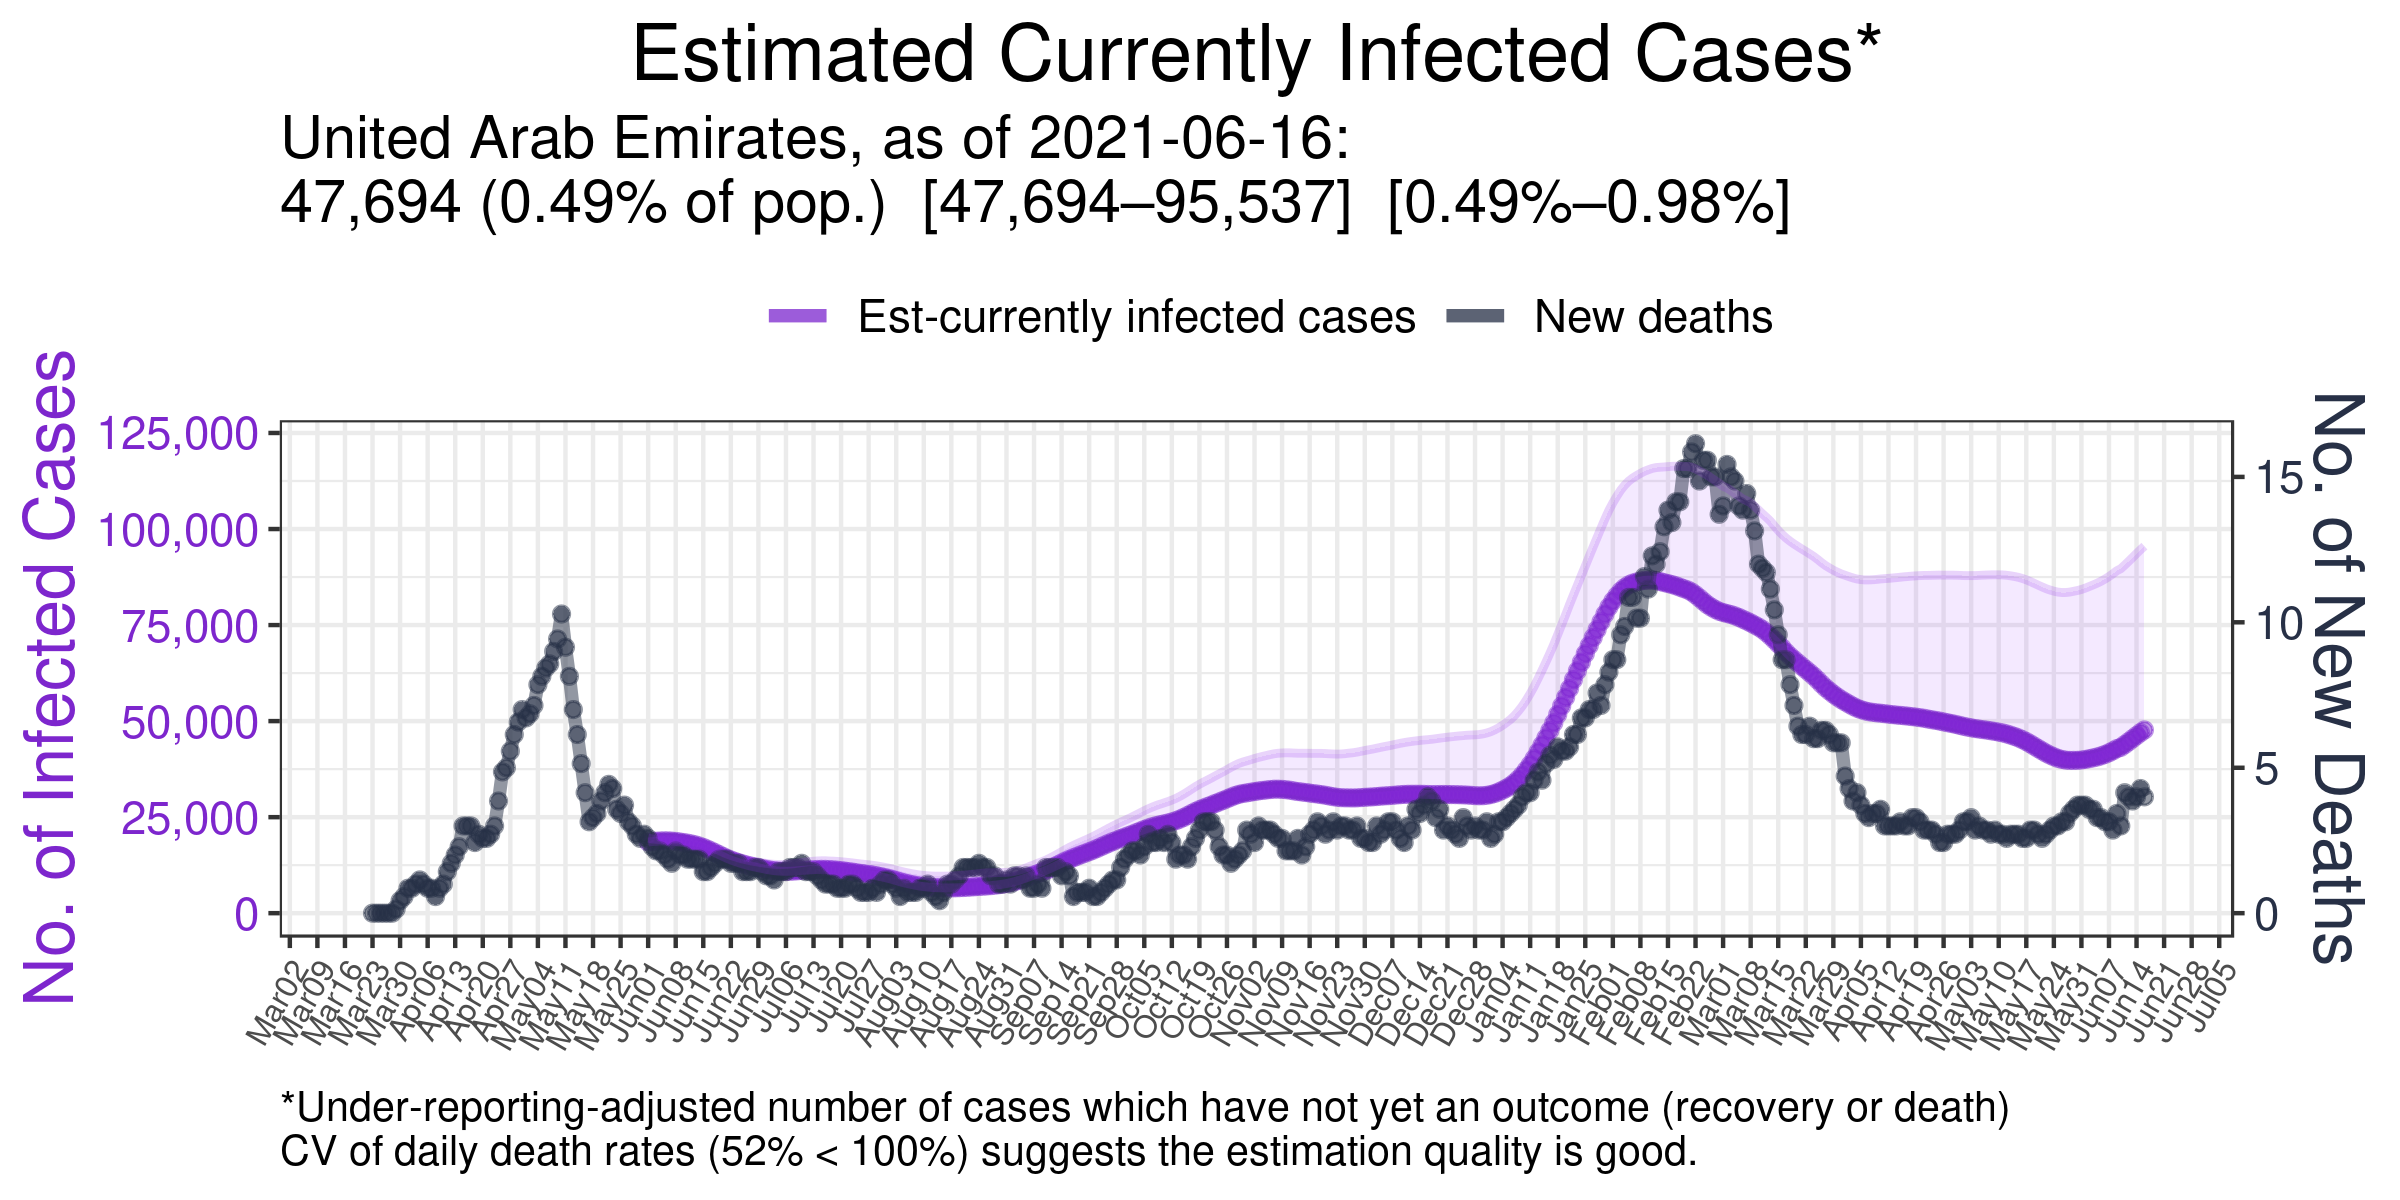 Estimated Currently Infected Cases*
United Arab Emirates, as of 2021-06-16:
47,694 (0.49% of pop.) [47,694–95,537] [0.49%–0.98%]
Est-currently infected cases
New deaths
No. of Infected Cases
125,000
100,000
75,000
50,000
25,000
0
15
10
5
0
No. of New Deaths
Mar02
Mar09
Mar16
Mar23
Mar30
Apr06
Apr13
Apr20
Apr27
May04
May11
May18
May25
Jun01
Jun08
Jun15
Jun22
Jun29
Jul06
Jul13
Jul20
Jul27
Aug03
Aug10
Aug17
Aug24
Aug31
Sep07
Sep14
Sep21
Sep28
Oct05
Oct12
Oct19
Oct26
Nov02
Nov09
Nov16
Nov23
Nov30
Dec07
Dec14
Dec21
Dec28
Jan04
Jan11
Jan18
Jan25
Feb01
Feb08
Feb15
Feb22
Mar01
Mar08
Mar15
Mar22
Mar29
Apr05
Apr12
Apr19
Apr26
May03
May10
May17
May24
May31
Jun07
Jun14
Jun21
Jun28
Jul05
*Under-reporting-adjusted number of cases which have not yet an outcome (recovery or death)
CV of daily death rates (52% < 100%) suggests the estimation quality is good.